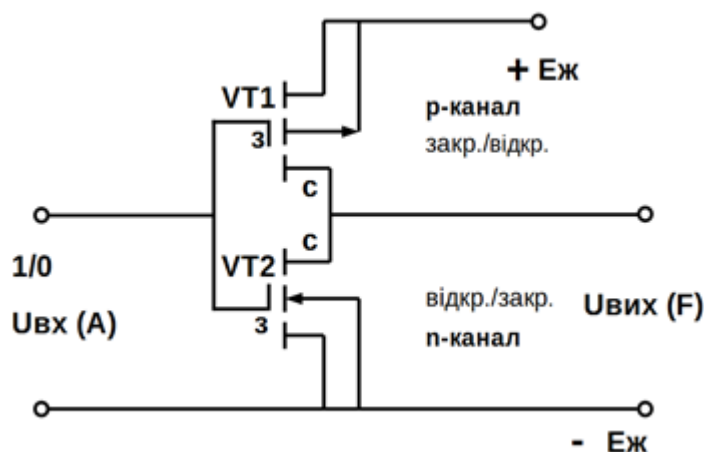 + Еж
VT1
р-канал
З
закр./відкр.
С
С
1/0
VT2
Uвх (А)
відкр./закр.
Uвих (F)
З
n-канал
- Еж